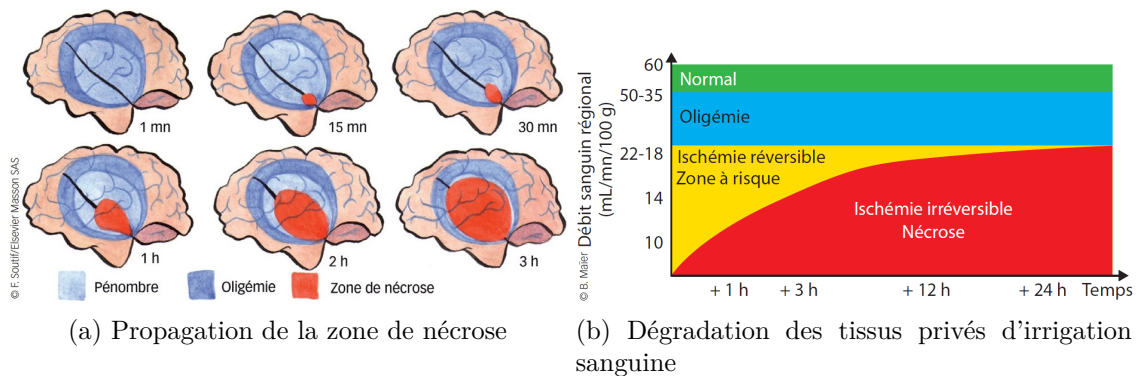 1 mn
15 mn
30 mn
1 h
2 h
3 h
Pénombre
Oligémie
Zone de nécrose
© F. Soutif/Elsevier Masson SAS
(a) Propagation de la zone de nécrose
Débit sanguin régional
(mL/mn/100 g)
60
50-35
22-18
14
10
Normal
Oligémie
Ischémie réversible
Zone à risque
Ischémie irréversible
Nécrose
+ 1 h
+ 3 h
+ 12 h
+ 24 h
Temps
© B. Maïer
(b) Dégradation des tissus privés d'irrigation
sanguine